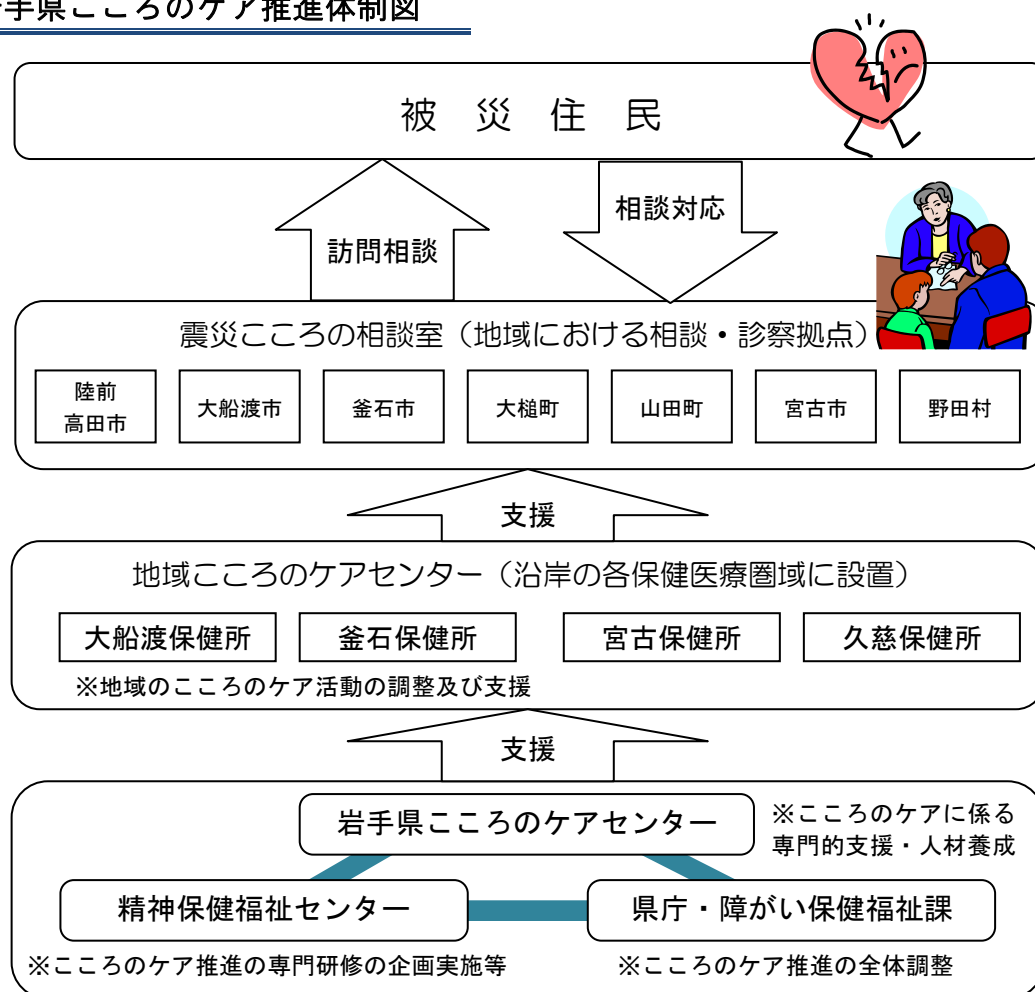 手県こころのケア推進体制図
被災住民
訪問相談
相談対応
震災こころの相談室（地域における相談・診察拠点）
陸前
高田市
大船渡市
釜石市
大槌町
山田町
宮古市
野田村
支援
地域こころのケアセンター（沿岸の各保健医療圏域に設置）
大船渡保健所
釜石保健所
宮古保健所
久慈保健所
※地域のこころのケア活動の調整及び支援
支援
岩手県こころのケアセンター
※こころのケアに係る
専門的支援・人材養成
精神保健福祉センター
県庁・障がい保健福祉課
※こころのケア推進の専門研修の企画実施等
※こころのケア推進の全体調整